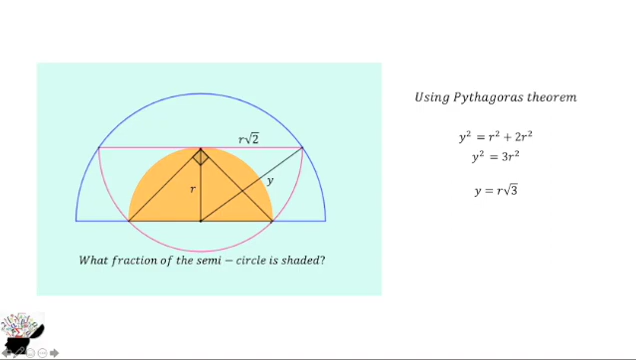 Using Pythagoras theorem
r√2
y² = r² + 2r²
y² = 3r²
y
r
y = r√3
What fraction of the semi − circle is shaded?